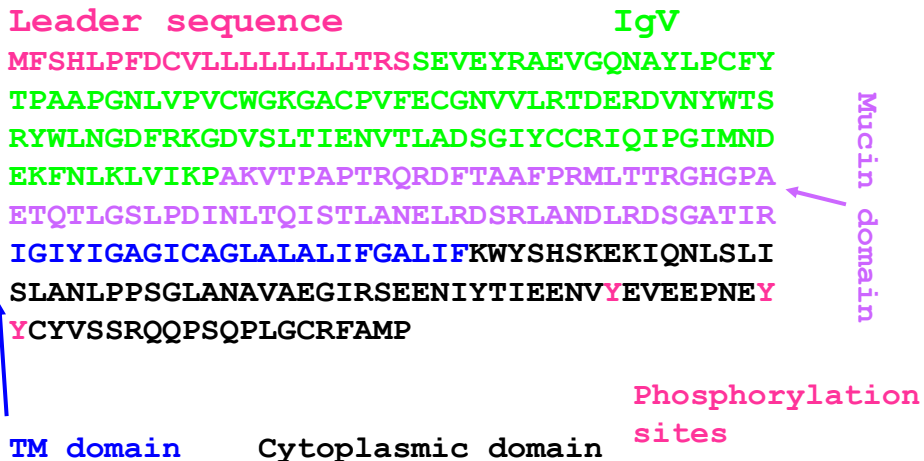 Leader sequence
IgV
MFSHLPFDCVLLLLLLLLTRSSEVEYRAEVGQNAYLPCFY
TPAAPGNLVPVCWGKGACPVFECGNVVLRTDERDVNYWTS
RYWLNGDFRKGDVSLTIENVTLADSGIYCCRIQIPGIMND
EKFNLKLVIKPAKVTPAPTRQRDFTAAFPRMLTTRGHGPA
ETQTLGSLPDINLTQISTLANELRDSRLANDLRDSGATIR
IGIYIGAGICAGLALALIFGALIFKWYSHSKEKIQNLSLI
SLANLPPSGLANAVAEGIRSEENIYTIEENVYEVEEPNEY
YCYVSSRQQPSQPLGCRFAMP
Mucin domain
Phosphorylation
sites
TM domain
Cytoplasmic domain